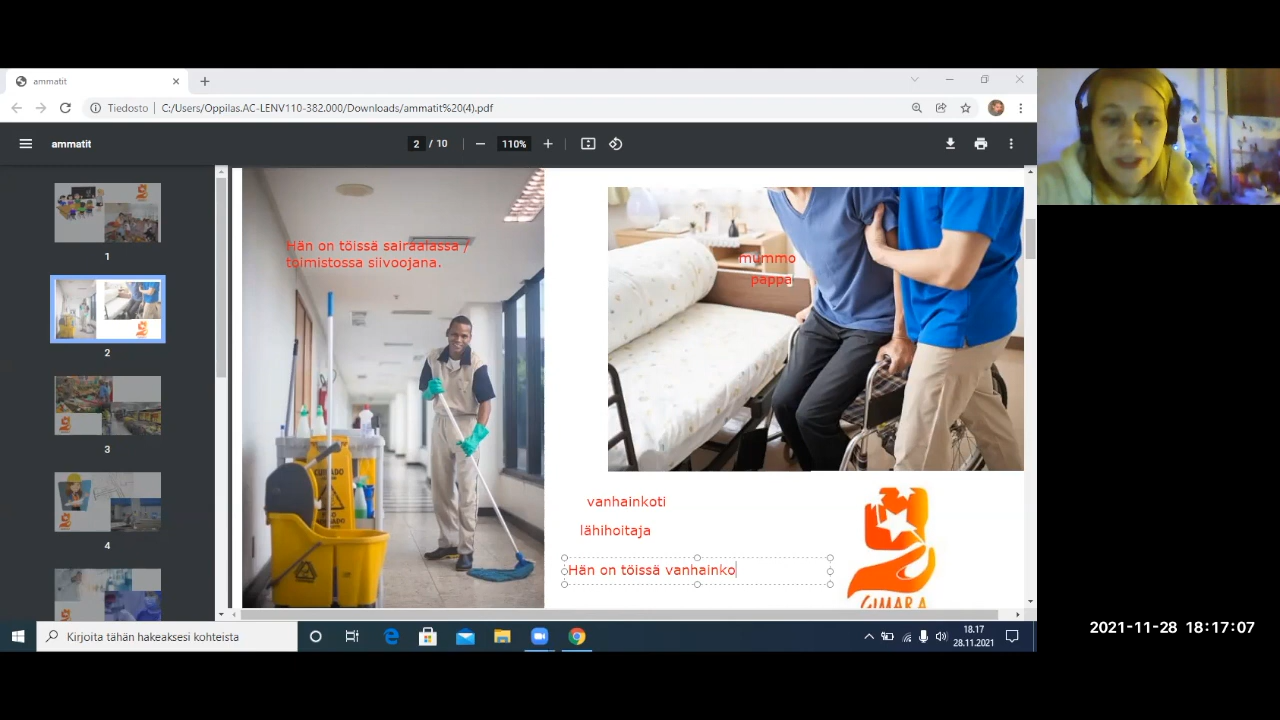 ammatit
Tiedosto
C:/Users/Oppilas.AC-LENV110-382.000/Downloads/ammatit%20(4).pdf
ammatit
2 / 10
110%
1
2
3
4
Hän on töissä sairaalassa /
toimistossa siivoojana.
mummo
pappa
vanhainkoti
lähihoitaja
Hän on töissä vanhainko
GIMARA
Kirjoita tähän hakeaksesi kohteista
18.17
28.11.2021
2021-11-28 18:17:07